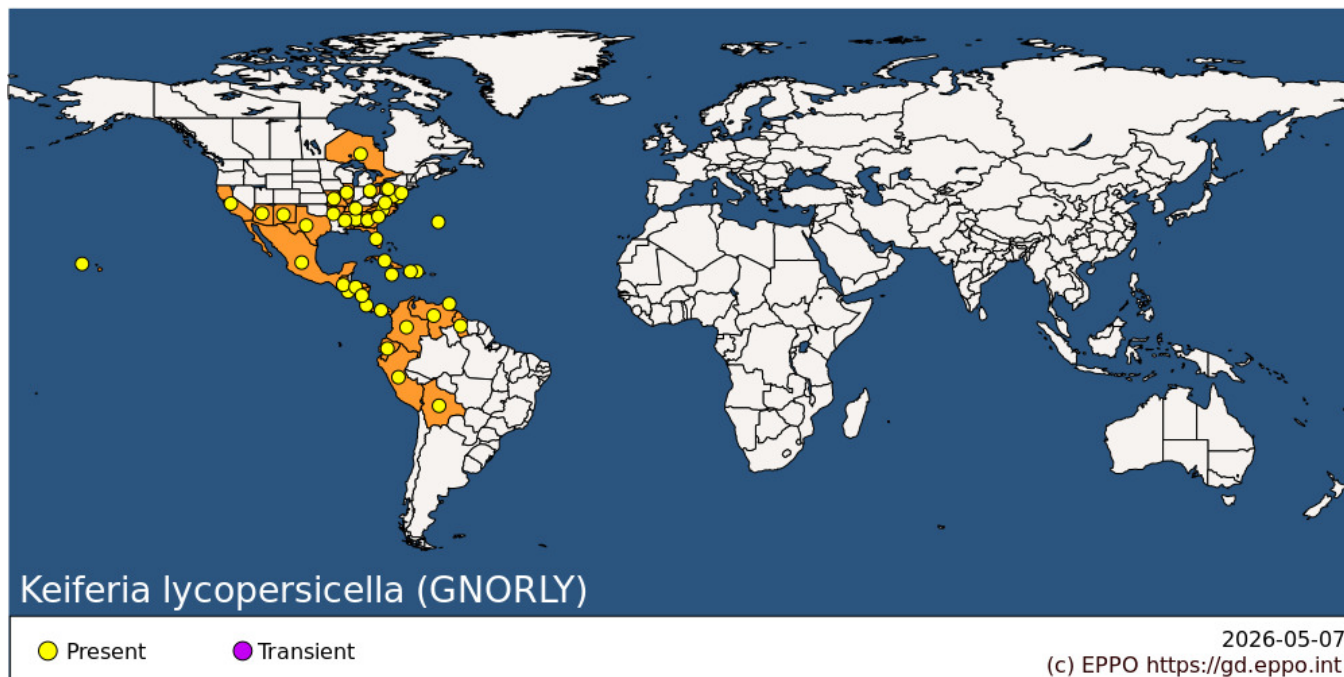 Keiferia lycopersicella (GNORLY)
Present
Transient
2026-05-07
(c) EPPO https://gd.eppo.int